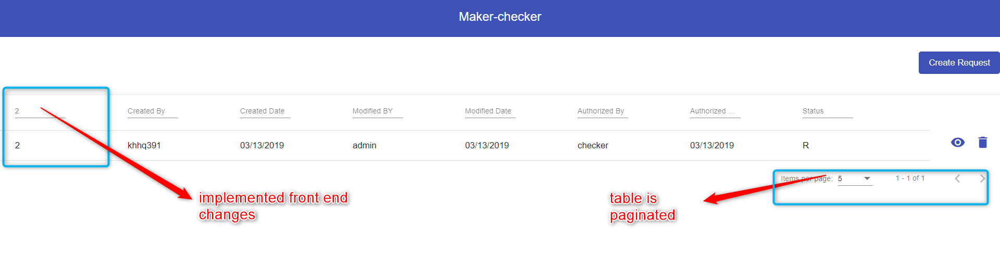 Maker-checker
Create Request
2 Created By Created Date Modified BY Modified Date Authorized By Authorized ... Status
2 khhq391 03/13/2019 admin 03/13/2019 checker 03/13/2019 R
Items per page: 5 1 - 1 of 1
implemented front end
changes
table is
paginated